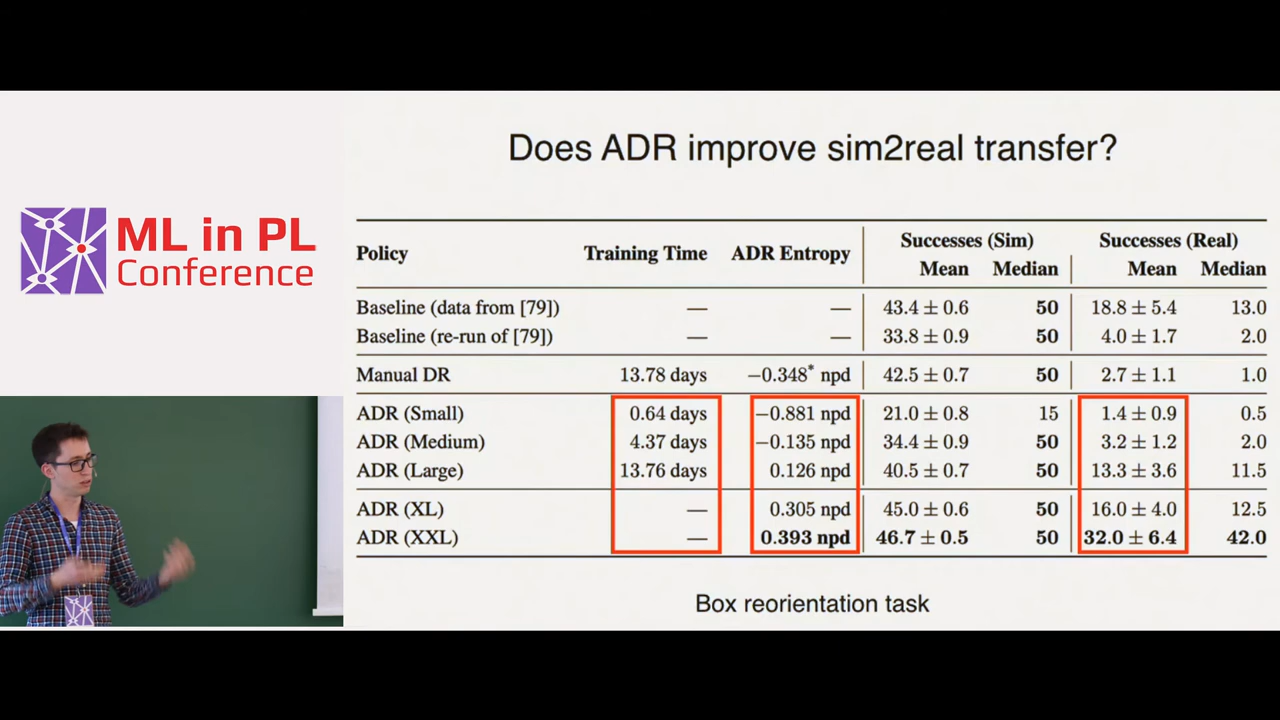 Does ADR improve sim2real transfer?
ML in PL
Conference
Policy Training Time ADR Entropy Successes (Sim) Successes (Real)
Mean Median Mean Median
Baseline (data from [79]) — — 43.4 ± 0.6 50 18.8 ± 5.4 13.0
Baseline (re-run of [79]) — — 33.8 ± 0.9 50 4.0 ± 1.7 2.0
Manual DR 13.78 days −0.348* npd 42.5 ± 0.7 50 2.7 ± 1.1 1.0
ADR (Small) 0.64 days −0.881 npd 21.0 ± 0.8 15 1.4 ± 0.9 0.5
ADR (Medium) 4.37 days −0.135 npd 34.4 ± 0.9 50 3.2 ± 1.2 2.0
ADR (Large) 13.76 days 0.126 npd 40.5 ± 0.7 50 13.3 ± 3.6 11.5
ADR (XL) — 0.305 npd 45.0 ± 0.6 50 16.0 ± 4.0 12.5
ADR (XXL) — 0.393 npd 46.7 ± 0.5 50 32.0 ± 6.4 42.0
Box reorientation task